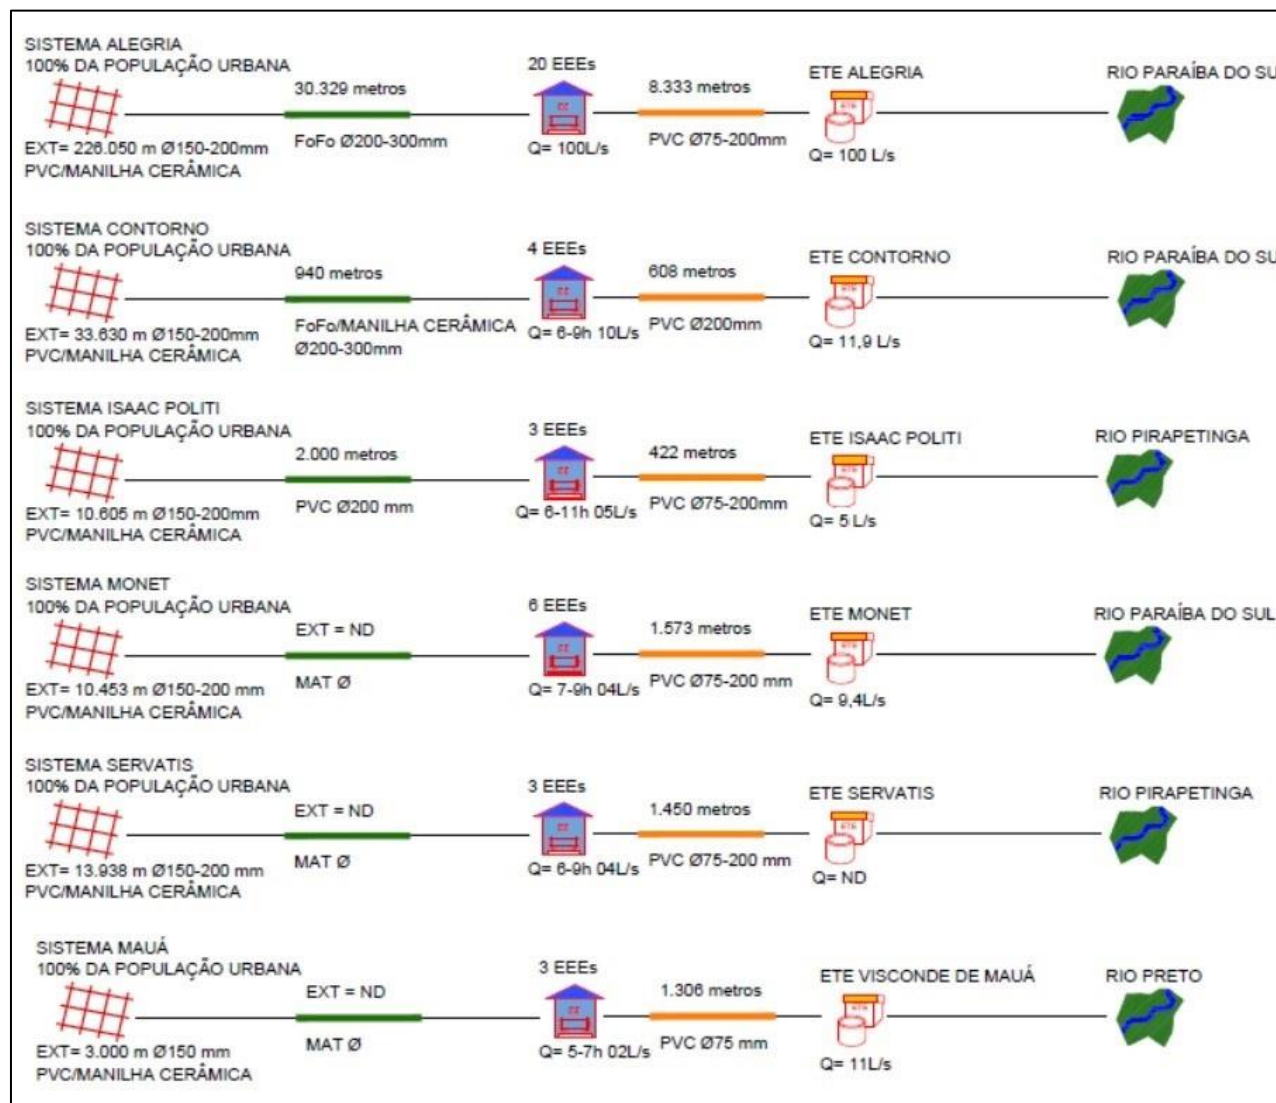 SISTEMA ALEGRIA
100% DA POPULAÇÃO URBANA
30.329 metros
20 EEEs
8.333 metros
ETE ALEGRIA
RIO PARAÍBA DO SU
EXT= 226.050 m Ø150-200mm
PVC/MANILHA CERÂMICA
FoFo Ø200-300mm
Q= 100L/s
PVC Ø75-200mm
Q= 100 L/s
SISTEMA CONTORNO
100% DA POPULAÇÃO URBANA
940 metros
4 EEEs
608 metros
ETE CONTORNO
RIO PARAÍBA DO SU
EXT= 33.630 m Ø150-200mm
PVC/MANILHA CERÂMICA
FoFo/MANILHA CERÂMICA
Ø200-300mm
Q= 6-9h 10L/s
PVC Ø200mm
Q= 11,9 L/s
SISTEMA ISAAC POLITI
100% DA POPULAÇÃO URBANA
2.000 metros
3 EEEs
422 metros
ETE ISAAC POLITI
RIO PIRAPETINGA
EXT= 10.605 m Ø150-200mm
PVC/MANILHA CERÂMICA
PVC Ø200 mm
Q= 6-11h 05L/s
PVC Ø75-200mm
Q= 5 L/s
SISTEMA MONET
100% DA POPULAÇÃO URBANA
EXT = ND
6 EEEs
1.573 metros
ETE MONET
RIO PARAÍBA DO SUL
EXT= 10.453 m Ø150-200 mm
PVC/MANILHA CERÂMICA
MAT Ø
Q= 7-9h 04L/s
PVC Ø75-200 mm
Q= 9,4L/s
SISTEMA SERVATIS
100% DA POPULAÇÃO URBANA
EXT = ND
3 EEEs
1.450 metros
ETE SERVATIS
RIO PIRAPETINGA
EXT= 13.938 m Ø150-200 mm
PVC/MANILHA CERÂMICA
MAT Ø
Q= 6-9h 04L/s
PVC Ø75-200 mm
Q= ND
SISTEMA MAUÁ
100% DA POPULAÇÃO URBANA
EXT = ND
3 EEEs
1.306 metros
ETE VISCONDE DE MAUÁ
RIO PRETO
EXT= 3.000 m Ø150 mm
PVC/MANILHA CERÂMICA
MAT Ø
Q= 5-7h 02L/s
PVC Ø75 mm
Q= 11L/s